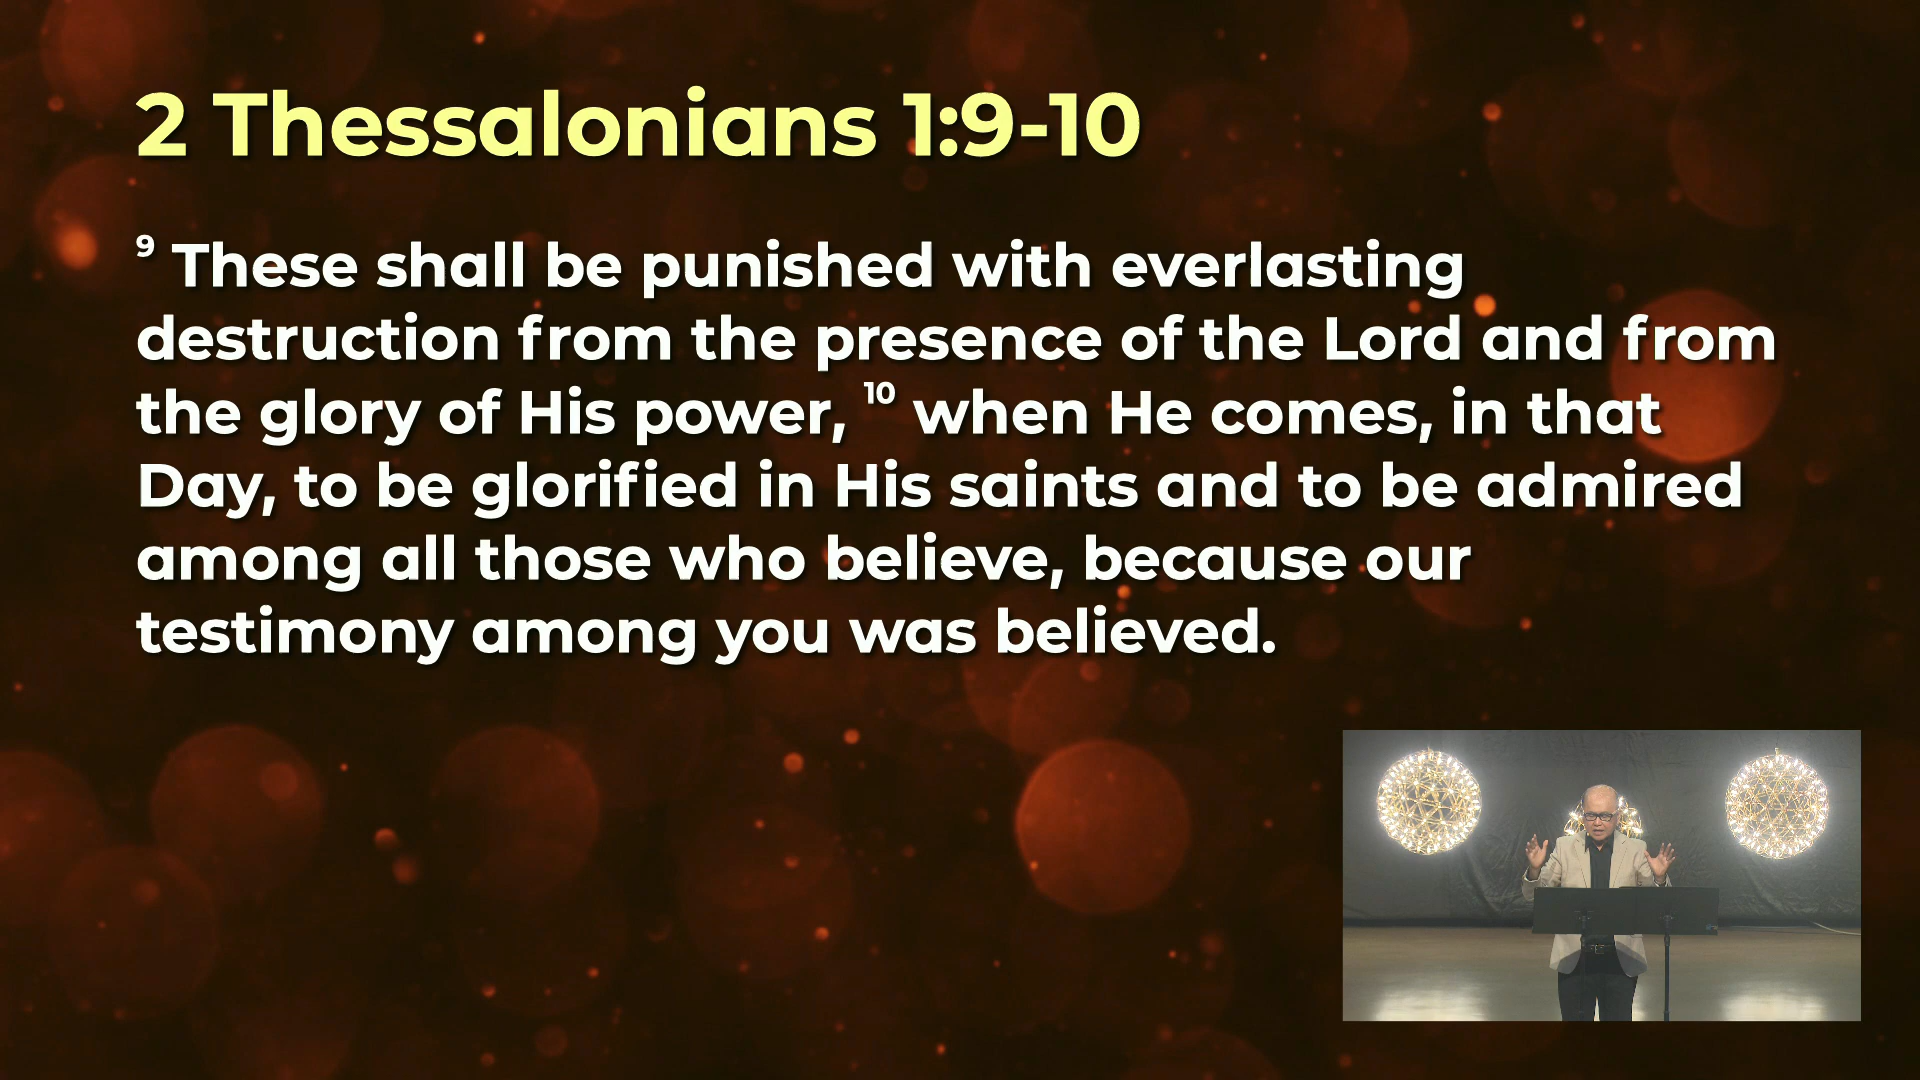 2 Thessalonians 1:9-10
9 These shall be punished with everlasting
destruction from the presence of the Lord and from
the glory of His power, 10 when He comes, in that
Day, to be glorified in His saints and to be admired
among all those who believe, because our
testimony among you was believed.